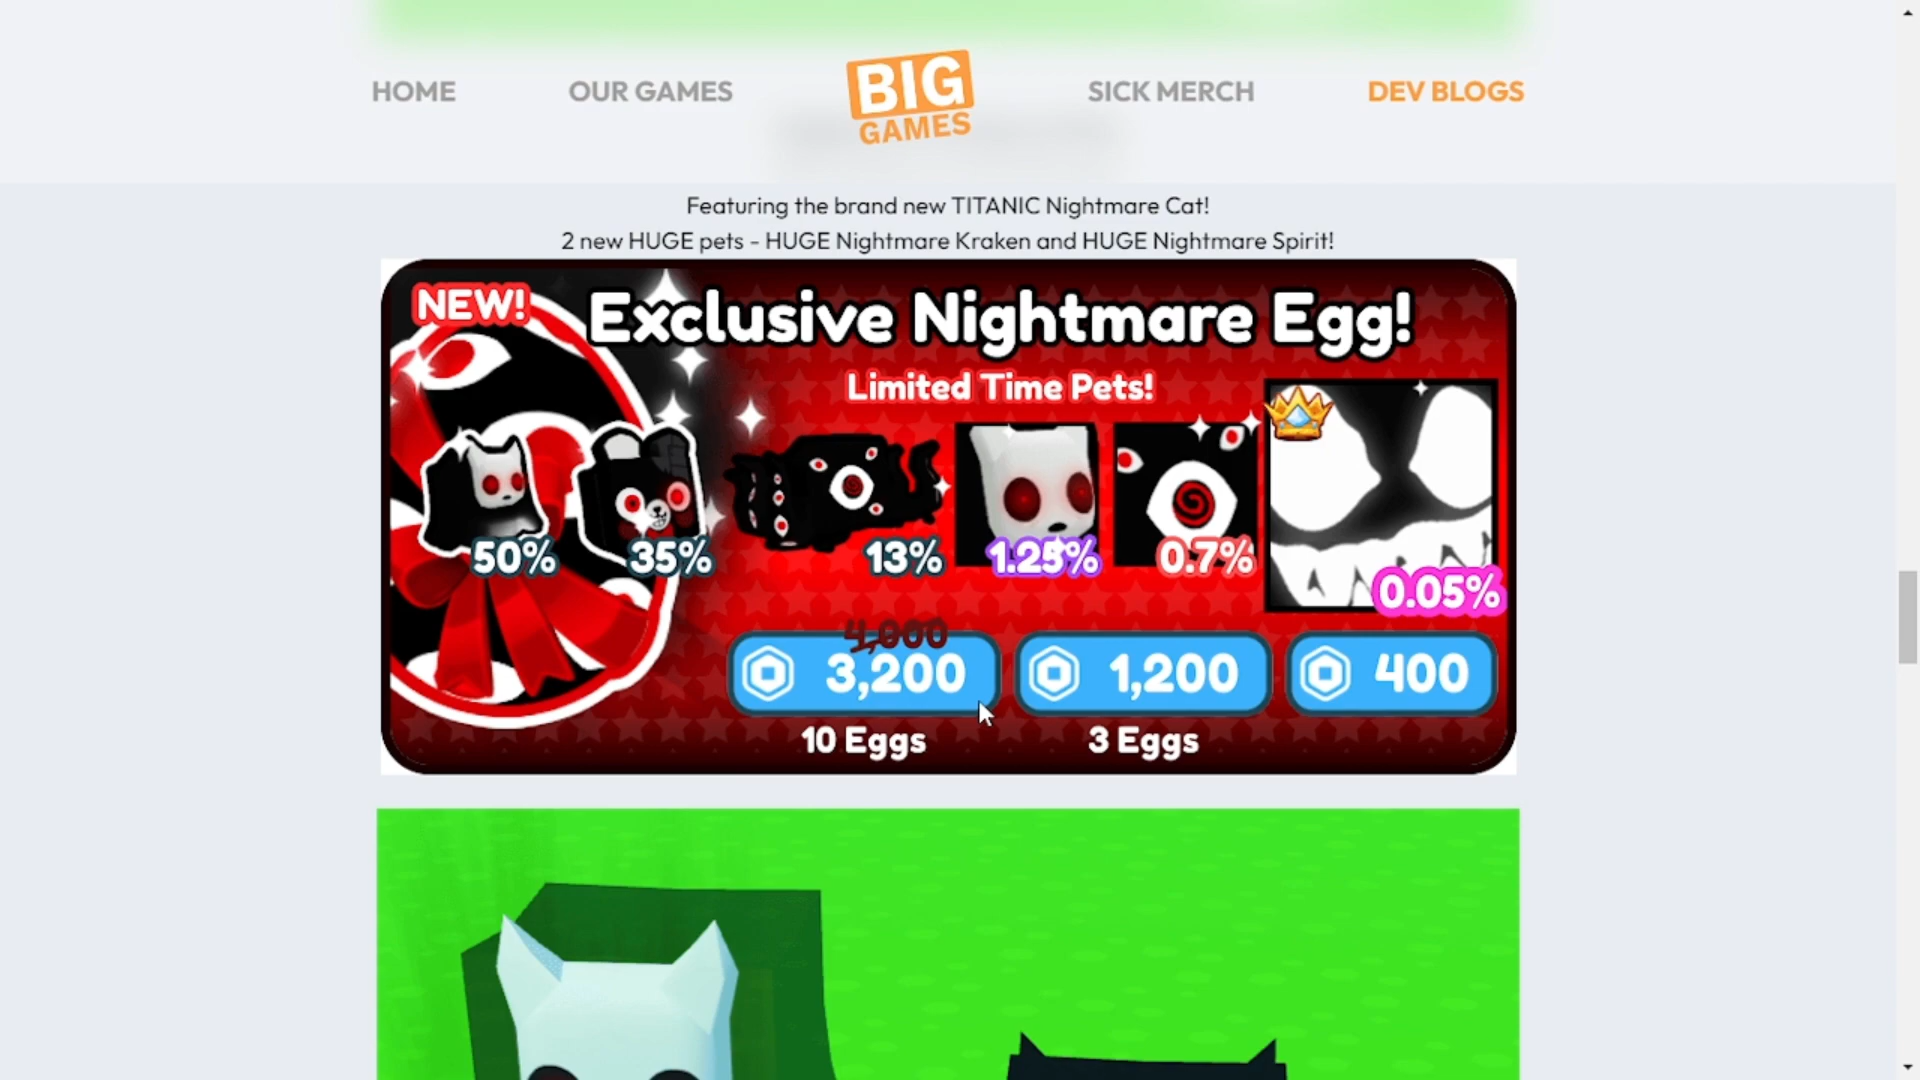 HOME
OUR GAMES
BIG
GAMES
SICK MERCH
DEV BLOGS
Featuring the brand new TITANIC Nightmare Cat!
2 new HUGE pets - HUGE Nightmare Kraken and HUGE Nightmare Spirit!
NEW!
Exclusive Nightmare Egg!
Limited Time Pets!
50%
35%
13%
1.25%
0.7%
0.05%
4,000
3,200
1,200
400
10 Eggs
3 Eggs